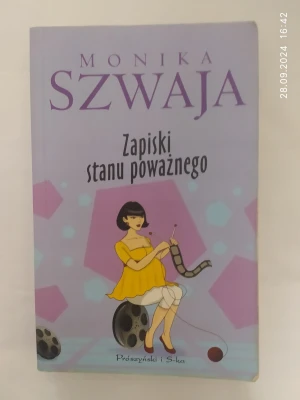 MONIKA
SZWAJA
Zapiski
stanu poważnego
Prószyński i S-ka
28.09.2024 16:42